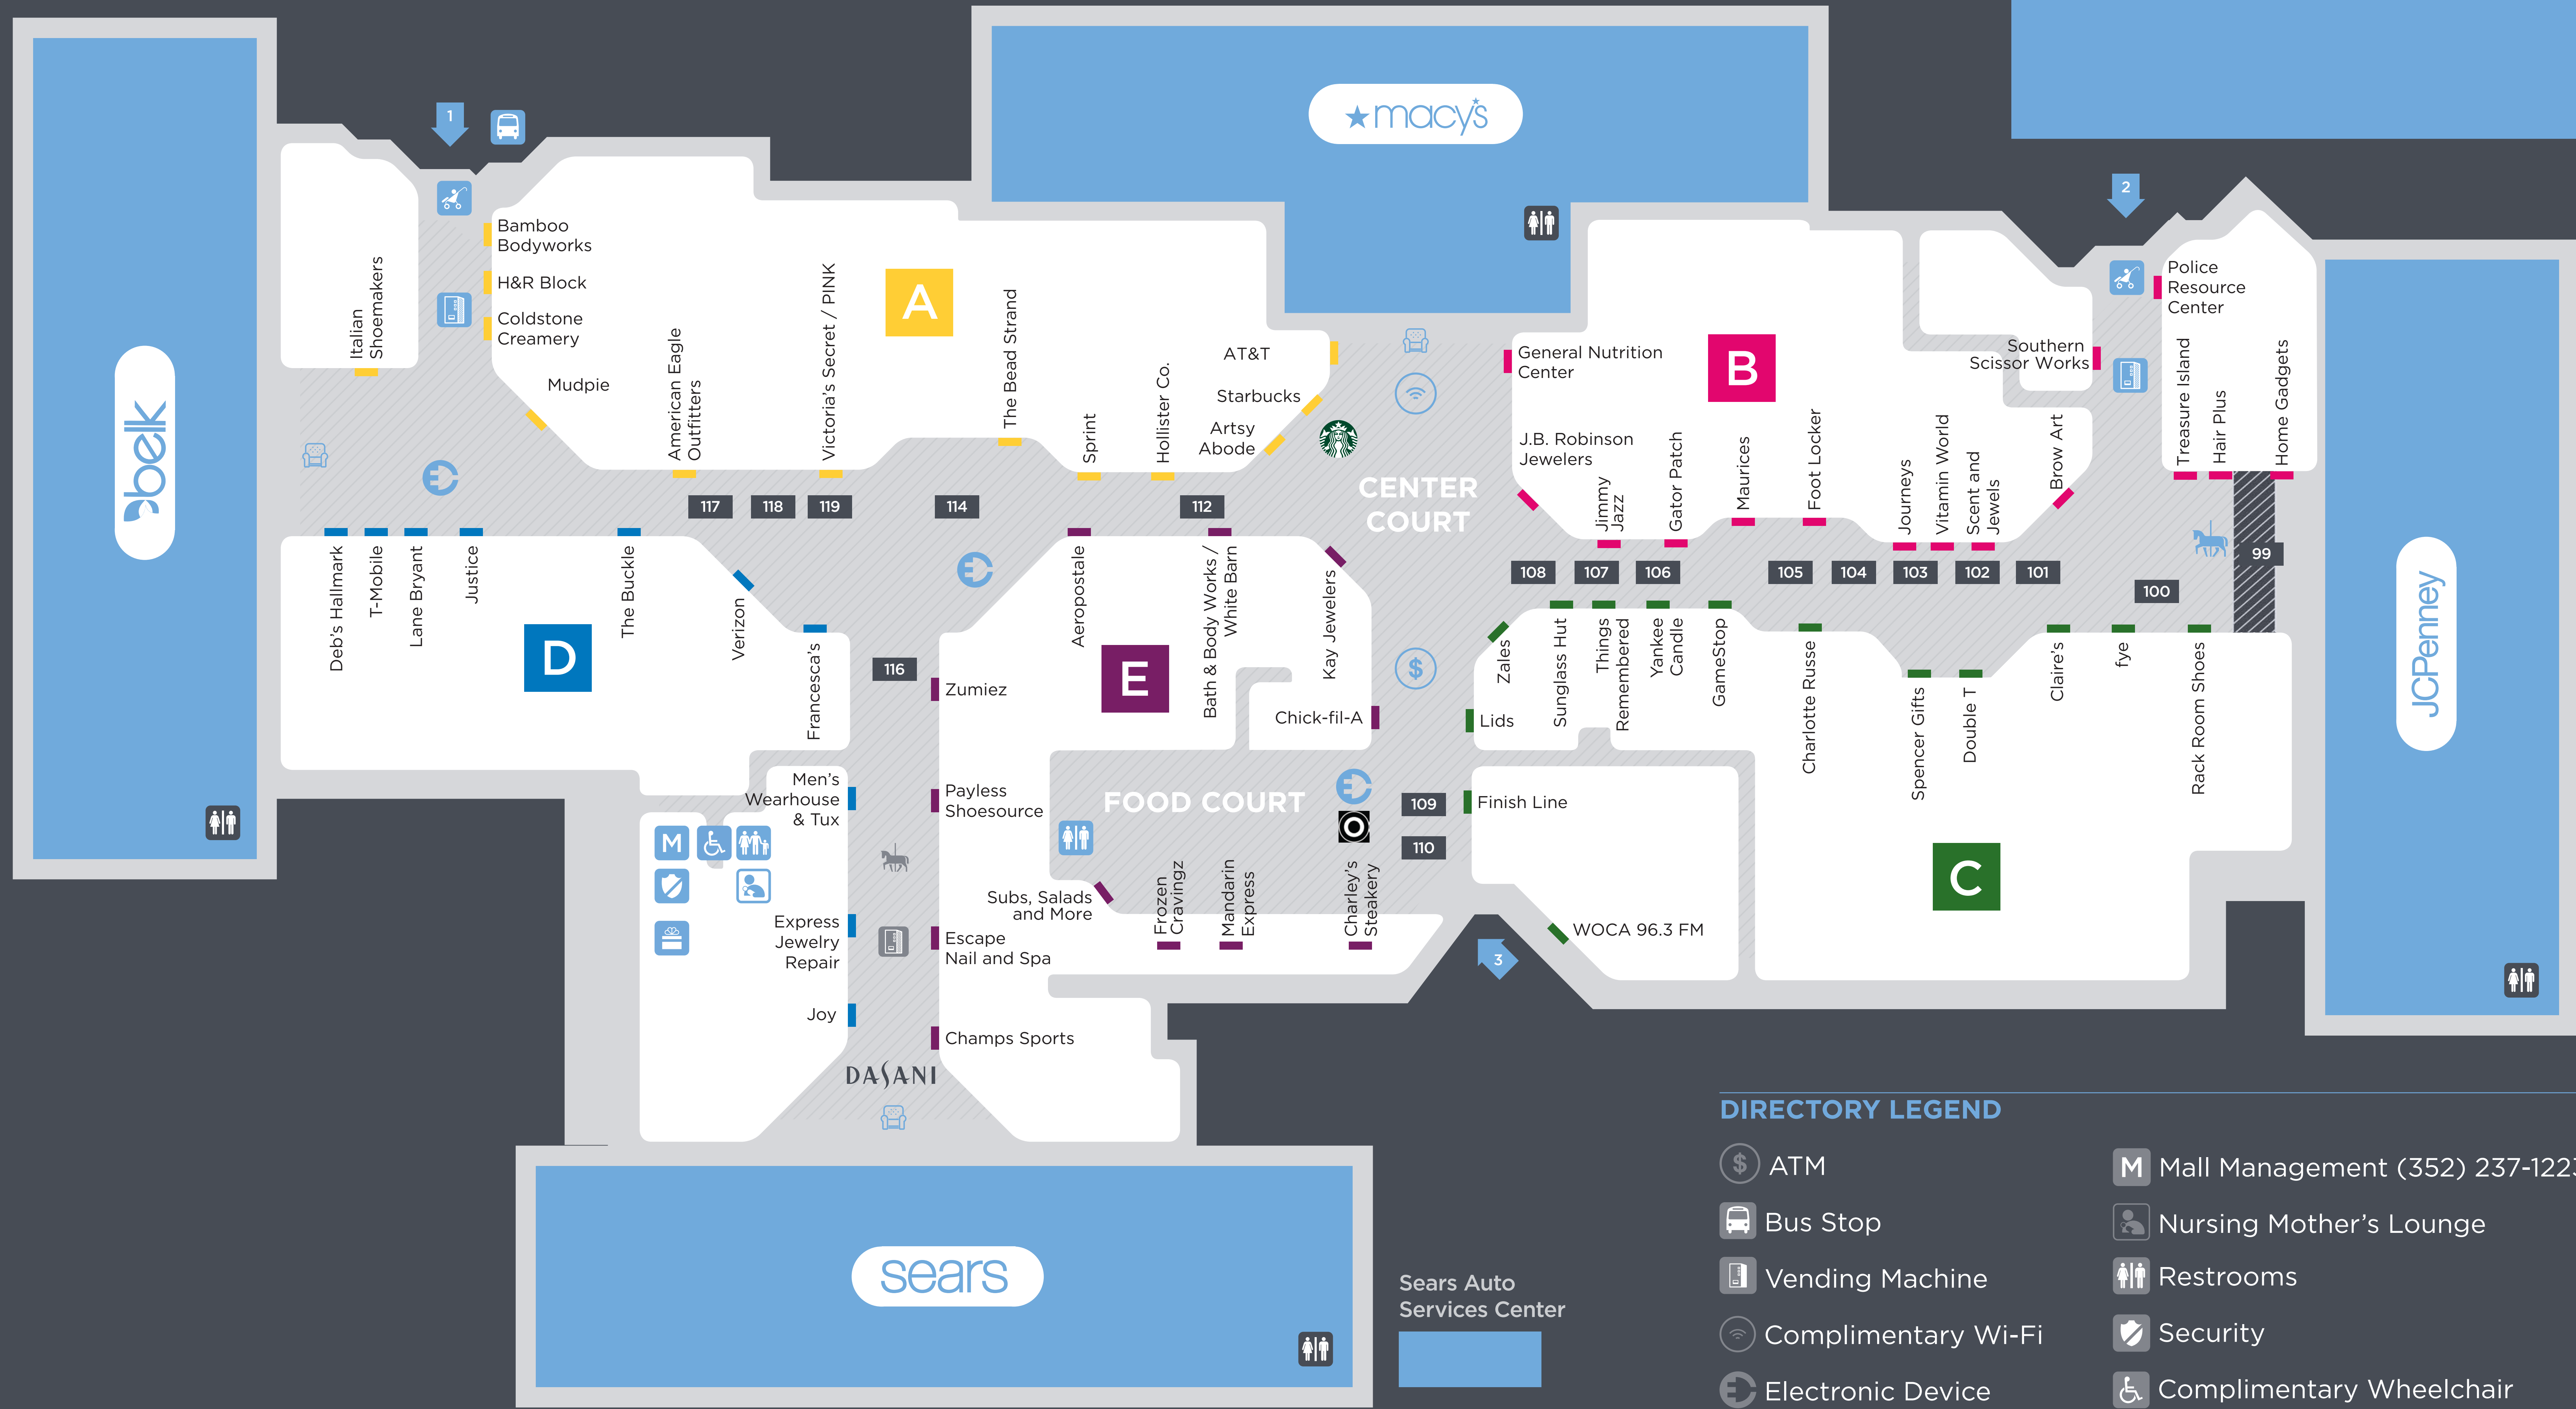 1
belk
macy's
2
Italian
Shoemakers
Bamboo
Bodyworks
H&R Block
Coldstone
Creamery
Mudpie
American Eagle
Outfitters
Victoria's Secret / PINK
A
The Bead Strand
Sprint
Hollister Co.
AT&T
Starbucks
Artsy
Abode
CENTER
COURT
General Nutrition
Center
J.B. Robinson
Jewelers
Jimmy
Jazz
Gator Patch
B
Maurices
Foot Locker
Journeys
Vitamin World
Scent and
Jewels
Southern
Scissor Works
Brow Art
Police
Resource
Center
Treasure Island
Hair Plus
Home Gadgets
JCPenney
117
118
119
114
112
108
107
106
105
104
103
102
101
100
99
Deb's Hallmark
T-Mobile
Lane Bryant
Justice
The Buckle
D
Verizon
Francesca's
116
Zumiez
Aeropostale
E
Bath & Body Works /
White Barn
Kay Jewelers
Chick-fil-A
$
Zales
Lids
Sunglass Hut
Things
Remembered
Yankee
Candle
GameStop
Charlotte Russe
Spencer Gifts
Double T
Claire's
fye
Rack Room Shoes
C
Men's
Wearhouse
& Tux
M
Express
Jewelry
Repair
Joy
Payless
Shoesource
Escape
Nail and Spa
Champs Sports
DASANI
FOOD COURT
Subs, Salads
and More
Frozen
Cravingz
Mandarin
Express
Charley's
Steakery
109
110
Finish Line
WOCA 96.3 FM
3
sears
Sears Auto
Services Center
DIRECTORY LEGEND
$ ATM
Bus Stop
Vending Machine
Complimentary Wi-Fi
Electronic Device
M Mall Management (352) 237-1223
Nursing Mother's Lounge
Restrooms
Security
Complimentary Wheelchair